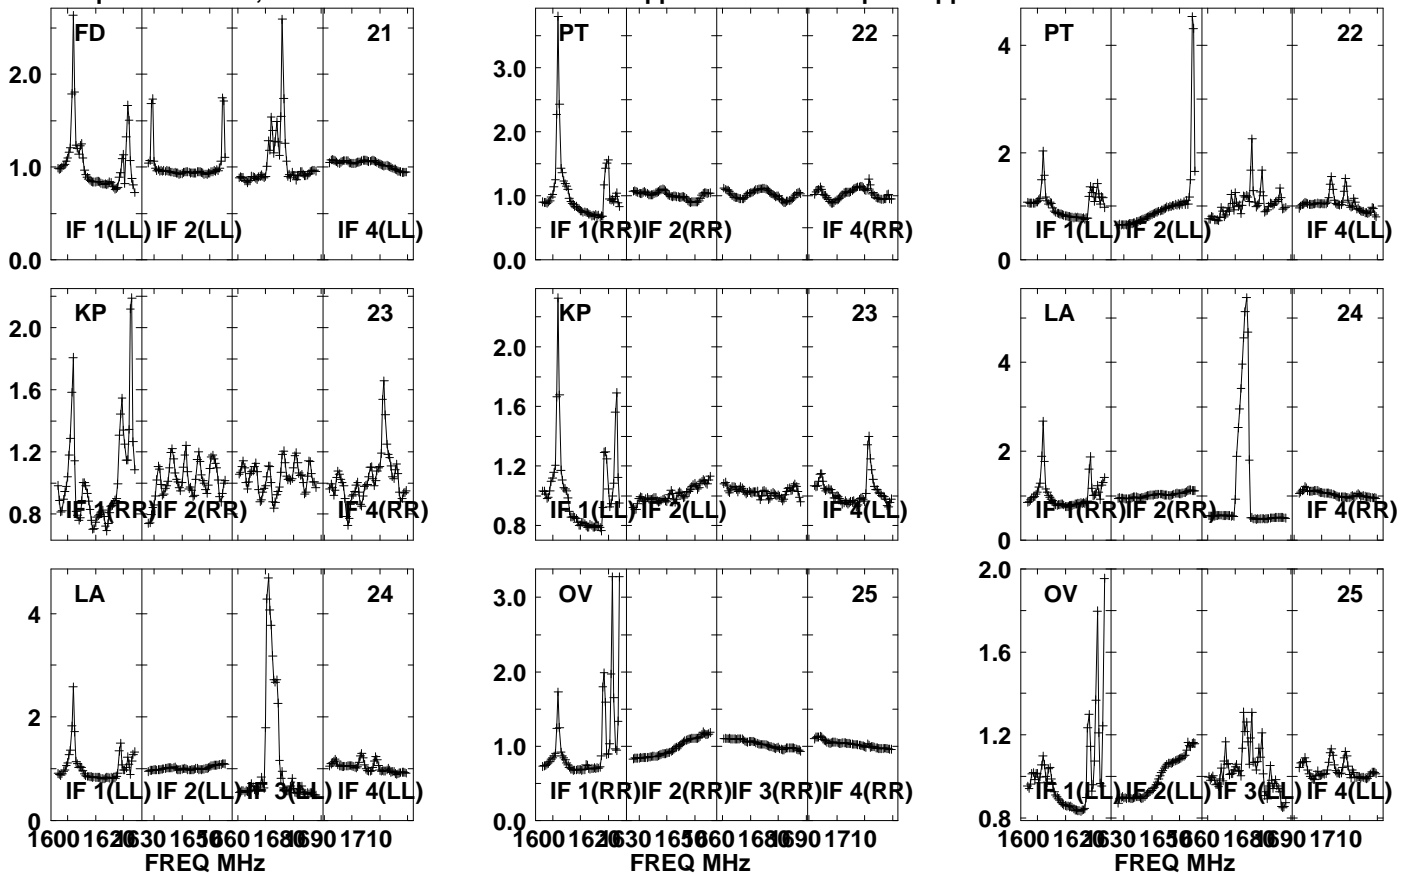 FD 21 PT 22 PT 22
2.0 3.0 4
1.0 2.0 2
1.0
0.0 0.0 0
IF 1(LL) IF 2(LL) IF 4(LL) IF 1(RR) IF 2(RR) IF 4(RR) IF 1(LL) IF 2(LL) IF 4(LL)
KP 23 KP 23 LA 24
2.0 2.0 4
1.6 1.6
1.2 1.2 2
0.8 0.8 0
IF 1(RR) IF 2(RR) IF 4(RR) IF 1(LL) IF 2(LL) IF 4(LL) IF 1(RR) IF 2(RR) IF 4(RR)
LA 24 OV 25 OV 25
4 3.0 2.0
2.0 1.6
2 1.0 1.2
0 0.0 0.8
IF 1(LL) IF 2(LL) IF 3(LL) IF 4(LL) IF 1(RR) IF 2(RR) IF 3(RR) IF 4(RR) IF 1(LL) IF 2(LL) IF 3(LL) IF 4(LL)
1600 1620 1630 1650 1660 1680 1690 1710 1600 1620 1630 1650 1660 1680 1690 1710 1600 1620 1630 1650 1660 1680 1690 1710
FREQ MHz FREQ MHz FREQ MHz